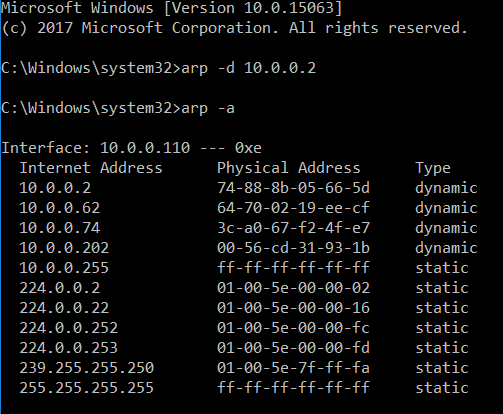 Microsoft Windows [Version 10.0.15063]
(c) 2017 Microsoft Corporation. All rights reserved.
C:\Windows\system32>arp -d 10.0.0.2
C:\Windows\system32>arp -a
Interface: 10.0.0.110 --- 0xe
Internet Address Physical Address Type
10.0.0.2 74-88-8b-05-66-5d dynamic
10.0.0.62 64-70-02-19-ee-cf dynamic
10.0.0.74 3c-a0-67-f2-4f-e7 dynamic
10.0.0.202 00-56-cd-31-93-1b dynamic
10.0.0.255 ff-ff-ff-ff-ff-ff static
224.0.0.2 01-00-5e-00-00-02 static
224.0.0.22 01-00-5e-00-00-16 static
224.0.0.252 01-00-5e-00-00-fc static
224.0.0.253 01-00-5e-00-00-fd static
239.255.255.250 01-00-5e-7f-ff-fa static
255.255.255.255 ff-ff-ff-ff-ff-ff static